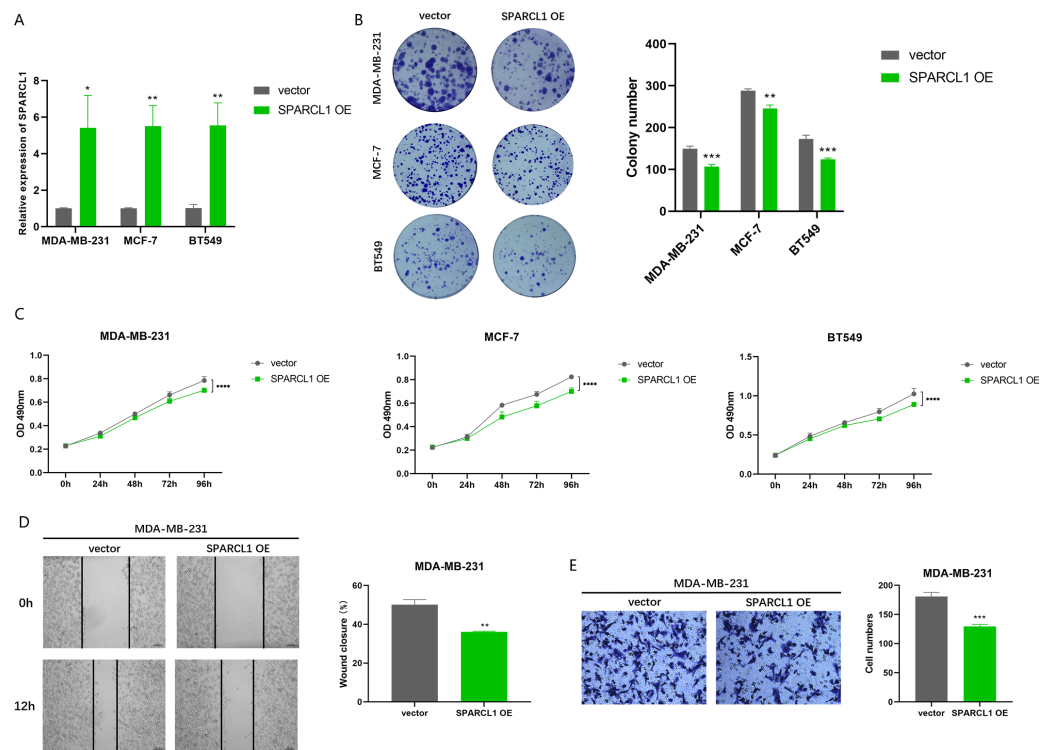 A
Relative expression of SPARCL1
8
6
4
2
0
MDA-MB-231 MCF-7 BT549
* ** **
vector
SPARCL1 OE
B
vector SPARCL1 OE
MDA-MB-231
MCF-7
BT549
Colony number
400
300
200
100
0
*** ** ***
MDA-MB-231 MCF-7 BT549
vector
SPARCL1 OE
C
MDA-MB-231
OD 490nm
1.0
0.8
0.6
0.4
0.2
0.0
0h 24h 48h 72h 96h
vector
SPARCL1 OE
****
MCF-7
OD 490nm
1.0
0.8
0.6
0.4
0.2
0.0
0h 24h 48h 72h 96h
vector
SPARCL1 OE
****
BT549
OD 490nm
1.5
1.0
0.5
0.0
0h 24h 48h 72h 96h
vector
SPARCL1 OE
****
D
MDA-MB-231
vector SPARCL1 OE
0h
12h
MDA-MB-231
Wound closure (%)
60
40
20
0
**
vector SPARCL1 OE
E
MDA-MB-231
vector SPARCL1 OE
MDA-MB-231
Cell numbers
200
150
100
50
0
***
vector SPARCL1 OE